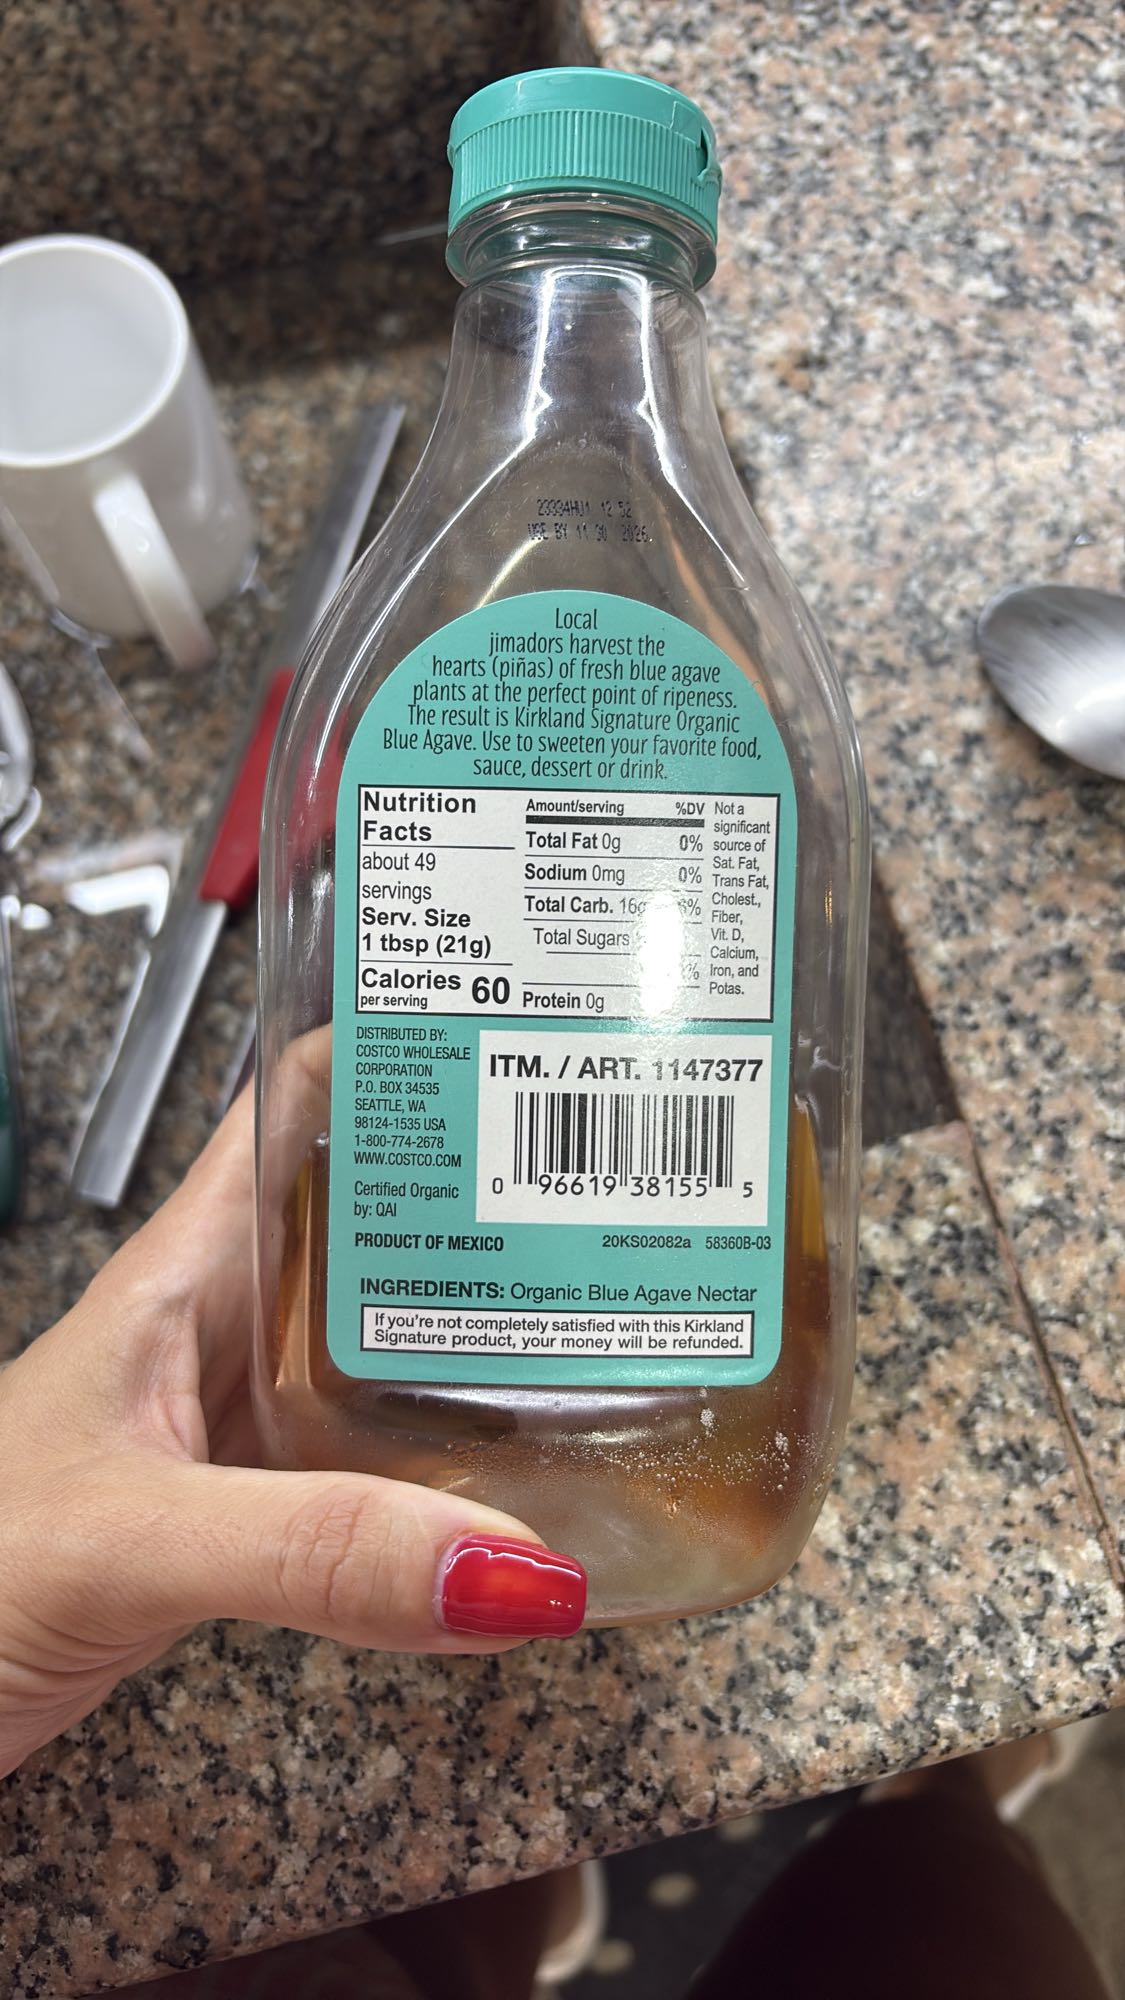 12 52
USE BY 11 30 2026
Local
jimadors harvest the
hearts (piñas) of fresh blue agave
plants at the perfect point of ripeness.
The result is Kirkland Signature Organic
Blue Agave. Use to sweeten your favorite food,
sauce, dessert or drink.
Nutrition
Facts
about 49
servings
Serv. Size
1 tbsp (21g)
Calories 60
per serving
Amount/serving %DV
Total Fat 0g 0%
Sodium 0mg 0%
Total Carb. 16g
Total Sugars
%
Protein 0g
Not a
significant
source of
Sat. Fat,
Trans Fat,
Cholest.,
Fiber,
Vit. D,
Calcium,
Iron, and
Potas.
DISTRIBUTED BY:
COSTCO WHOLESALE
CORPORATION
P.O. BOX 34535
SEATTLE, WA
98124-1535 USA
1-800-774-2678
WWW.COSTCO.COM
Certified Organic
by: QAI
ITM. / ART. 1147377
0 96619 38155 5
PRODUCT OF MEXICO
20KS02082a 58360B-03
INGREDIENTS: Organic Blue Agave Nectar
If you're not completely satisfied with this Kirkland
Signature product, your money will be refunded.